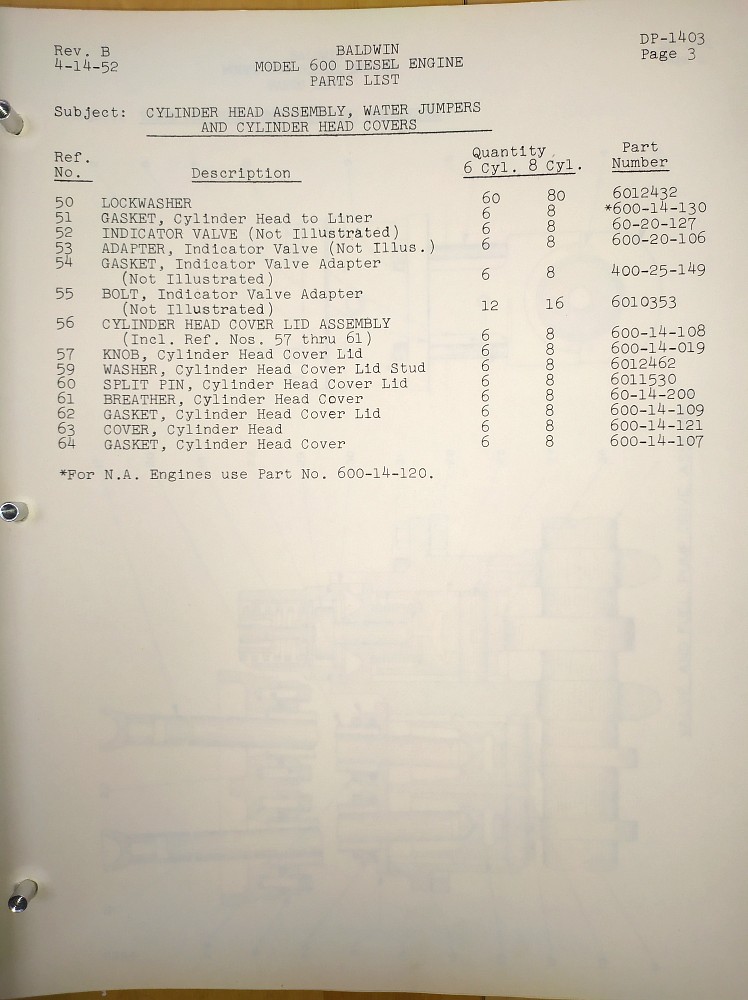 Rev. B BALDWIN DP-1403
4-14-52 MODEL 600 DIESEL ENGINE Page 3
PARTS LIST
Subject: CYLINDER HEAD ASSEMBLY, WATER JUMPERS
AND CYLINDER HEAD COVERS
Ref. Quantity Part
No. Description 6 Cyl. 8 Cyl. Number
50 LOCKWASHER 60 80 6012432
51 GASKET, Cylinder Head to Liner 6 8 *600-14-130
52 INDICATOR VALVE (Not Illustrated) 6 8 60-20-127
53 ADAPTER, Indicator Valve (Not Illus.) 6 8 600-20-106
54 GASKET, Indicator Valve Adapter
(Not Illustrated) 6 8 400-25-149
55 BOLT, Indicator Valve Adapter
(Not Illustrated) 12 16 6010353
56 CYLINDER HEAD COVER LID ASSEMBLY
(Incl. Ref. Nos. 57 thru 61) 6 8 600-14-108
57 KNOB, Cylinder Head Cover Lid 6 8 600-14-019
59 WASHER, Cylinder Head Cover Lid Stud 6 8 6012462
60 SPLIT PIN, Cylinder Head Cover Lid 6 8 6011530
61 BREATHER, Cylinder Head Cover 6 8 60-14-200
62 GASKET, Cylinder Head Cover Lid 6 8 600-14-109
63 COVER, Cylinder Head 6 8 600-14-121
64 GASKET, Cylinder Head Cover 6 8 600-14-107
*For N.A. Engines use Part No. 600-14-120.